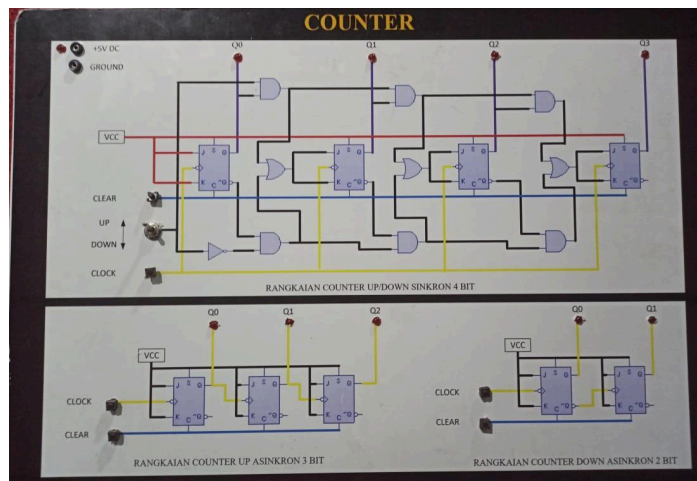 COUNTER
+5V DC
GROUND
Q0
Q1
Q2
Q3
VCC
J S Q
K C ¬Q
J S Q
K C ¬Q
J S Q
K C ¬Q
J S Q
K C ¬Q
CLEAR
UP
DOWN
CLOCK
RANGKAIAN COUNTER UP/DOWN SINKRON 4 BIT
Q0
Q1
Q2
VCC
J S Q
K C ¬Q
J S Q
K C ¬Q
J S Q
K C ¬Q
CLOCK
CLEAR
RANGKAIAN COUNTER UP ASINKRON 3 BIT
Q0
Q1
VCC
J S Q
K C ¬Q
J S Q
K C ¬Q
CLOCK
CLEAR
RANGKAIAN COUNTER DOWN ASINKRON 2 BIT